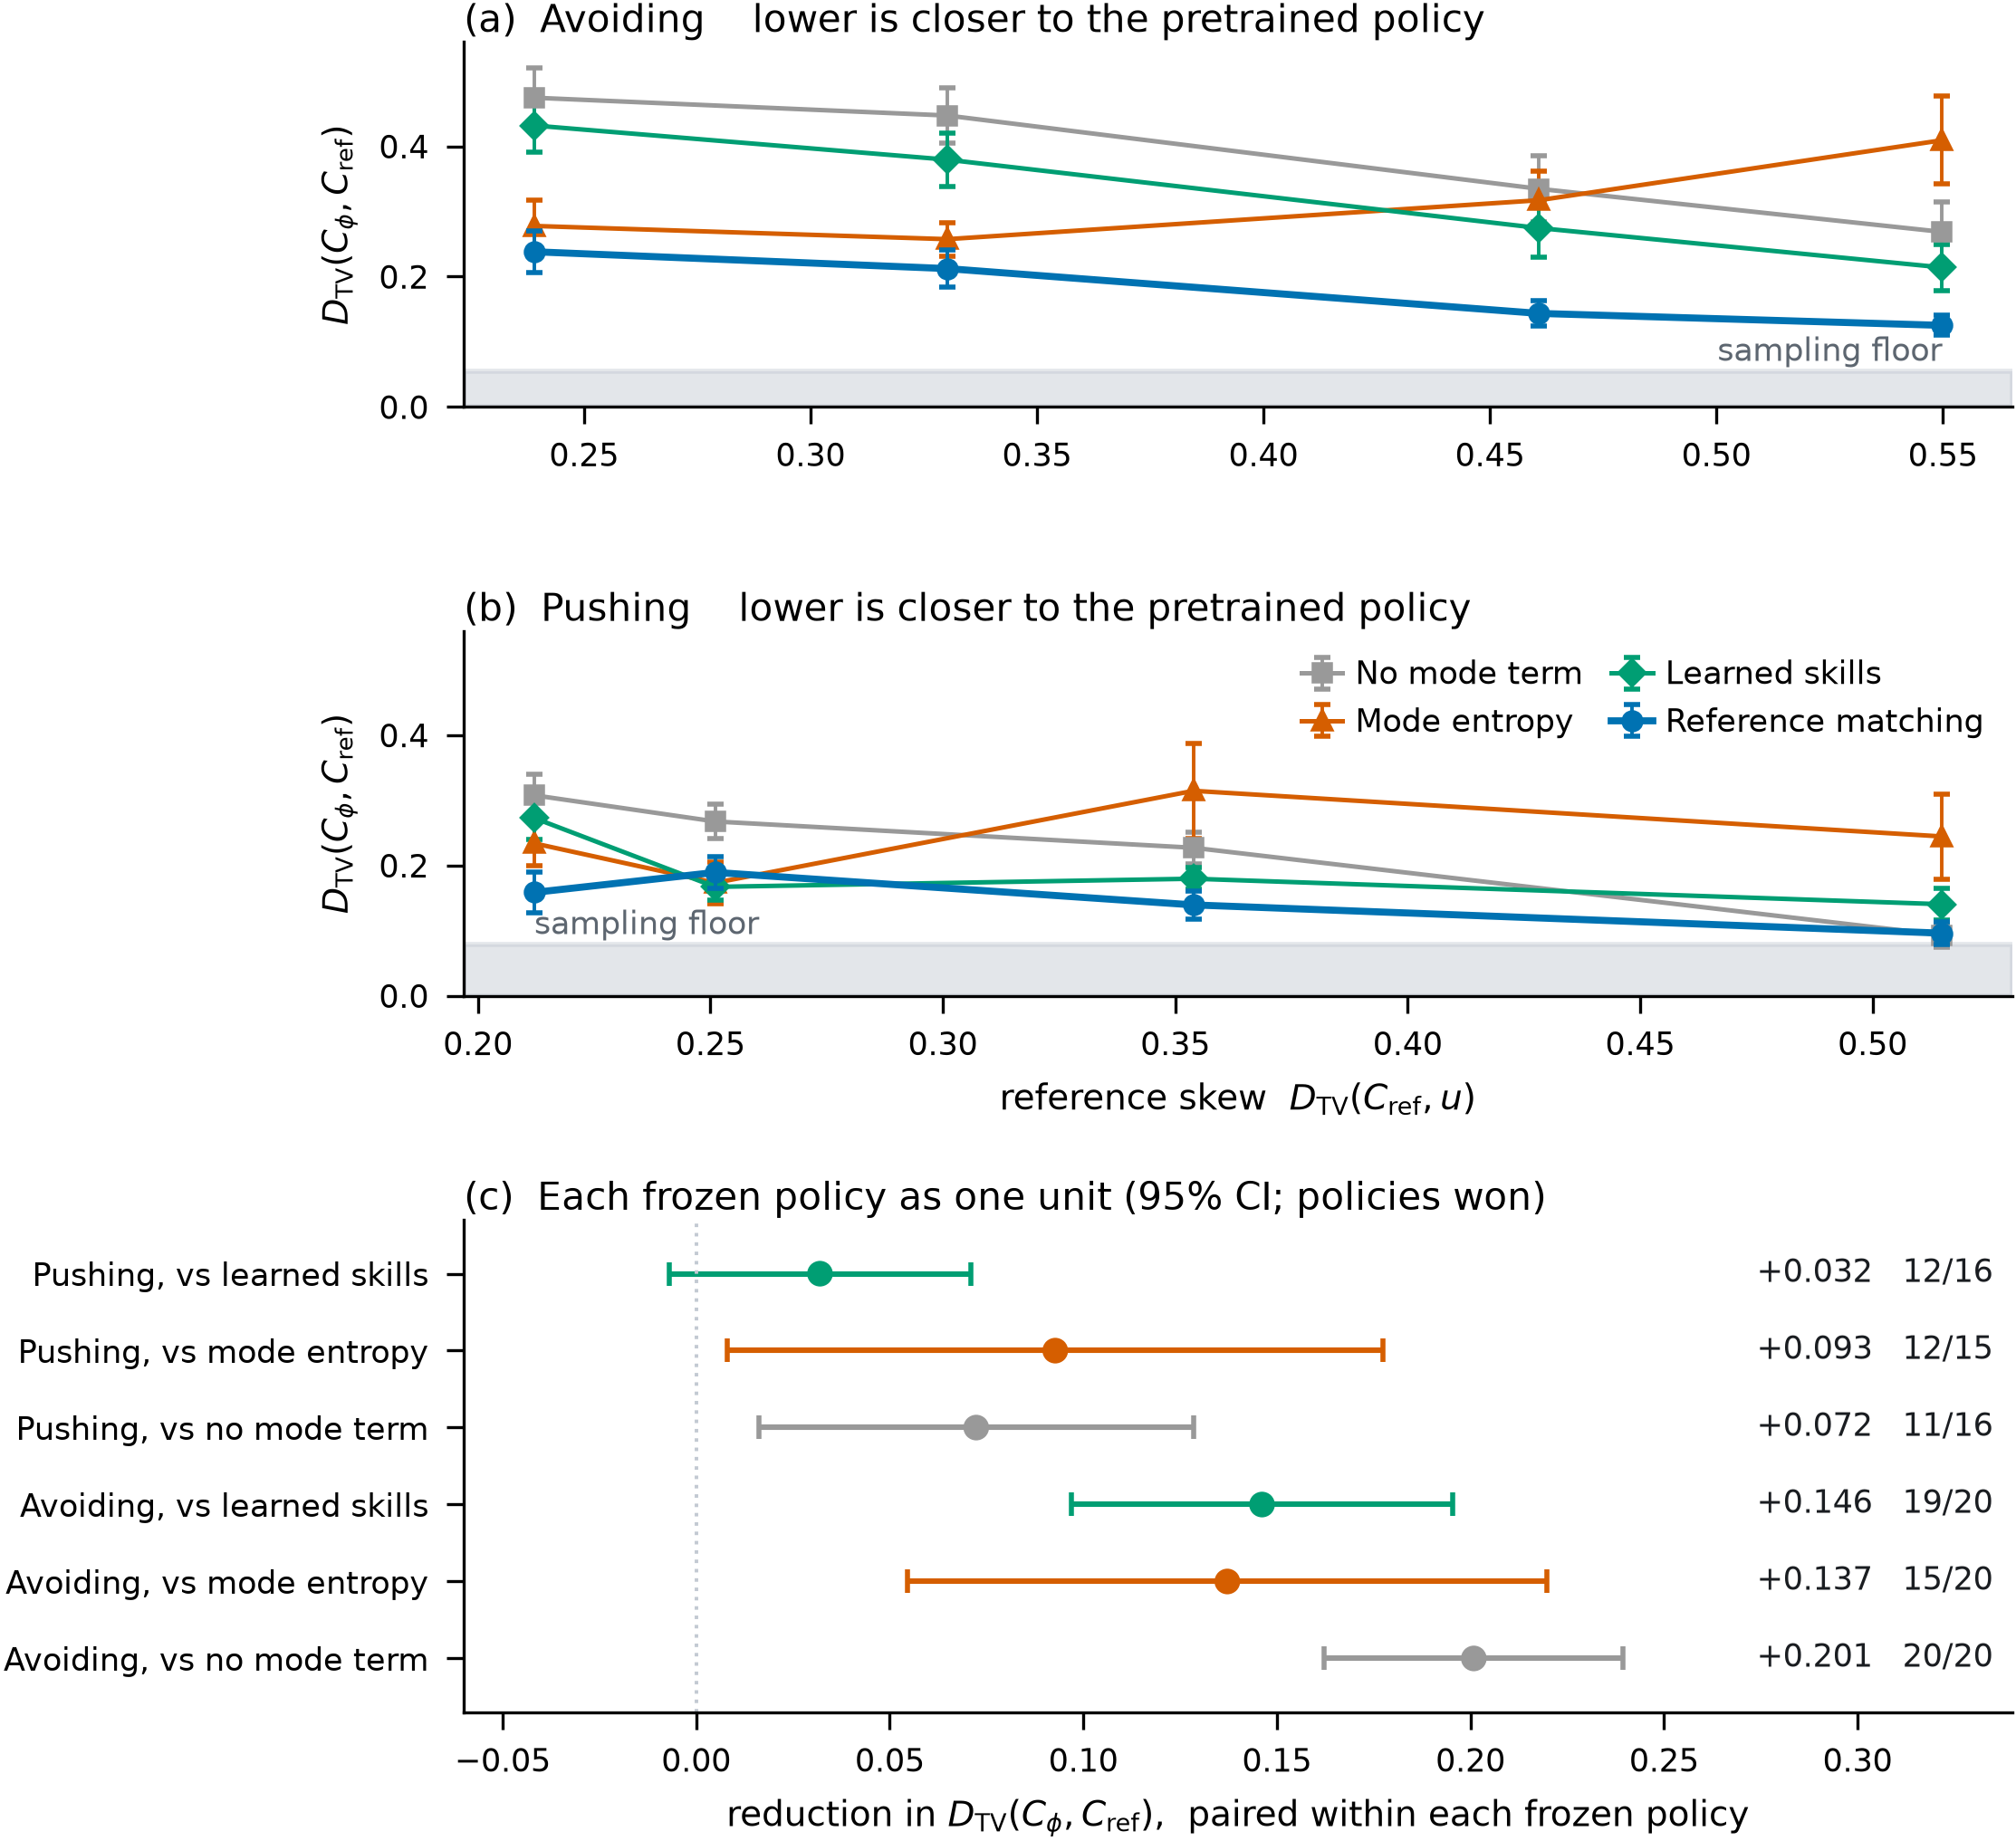 (a) Avoiding lower is closer to the pretrained policy
D_TV(C_ϕ, C_ref)
0.4
0.2
0.0
sampling floor
0.25 0.30 0.35 0.40 0.45 0.50 0.55
(b) Pushing lower is closer to the pretrained policy
No mode term Learned skills
Mode entropy Reference matching
D_TV(C_ϕ, C_ref)
0.4
0.2
0.0
sampling floor
0.20 0.25 0.30 0.35 0.40 0.45 0.50
reference skew D_TV(C_ref, u)
(c) Each frozen policy as one unit (95% CI; policies won)
Pushing, vs learned skills +0.032 12/16
Pushing, vs mode entropy +0.093 12/15
Pushing, vs no mode term +0.072 11/16
Avoiding, vs learned skills +0.146 19/20
Avoiding, vs mode entropy +0.137 15/20
Avoiding, vs no mode term +0.201 20/20
−0.05 0.00 0.05 0.10 0.15 0.20 0.25 0.30
reduction in D_TV(C_ϕ, C_ref), paired within each frozen policy